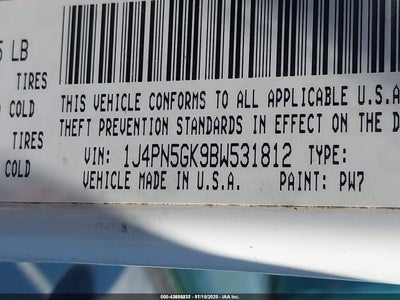 5 LB
TIRES
COLD
TIRES
COLD
THIS VEHICLE CONFORMS TO ALL APPLICABLE U.S.A
THEFT PREVENTION STANDARDS IN EFFECT ON THE D
VIN: 1J4PN5GK9BW531812 TYPE:
VEHICLE MADE IN U.S.A. PAINT: PW7